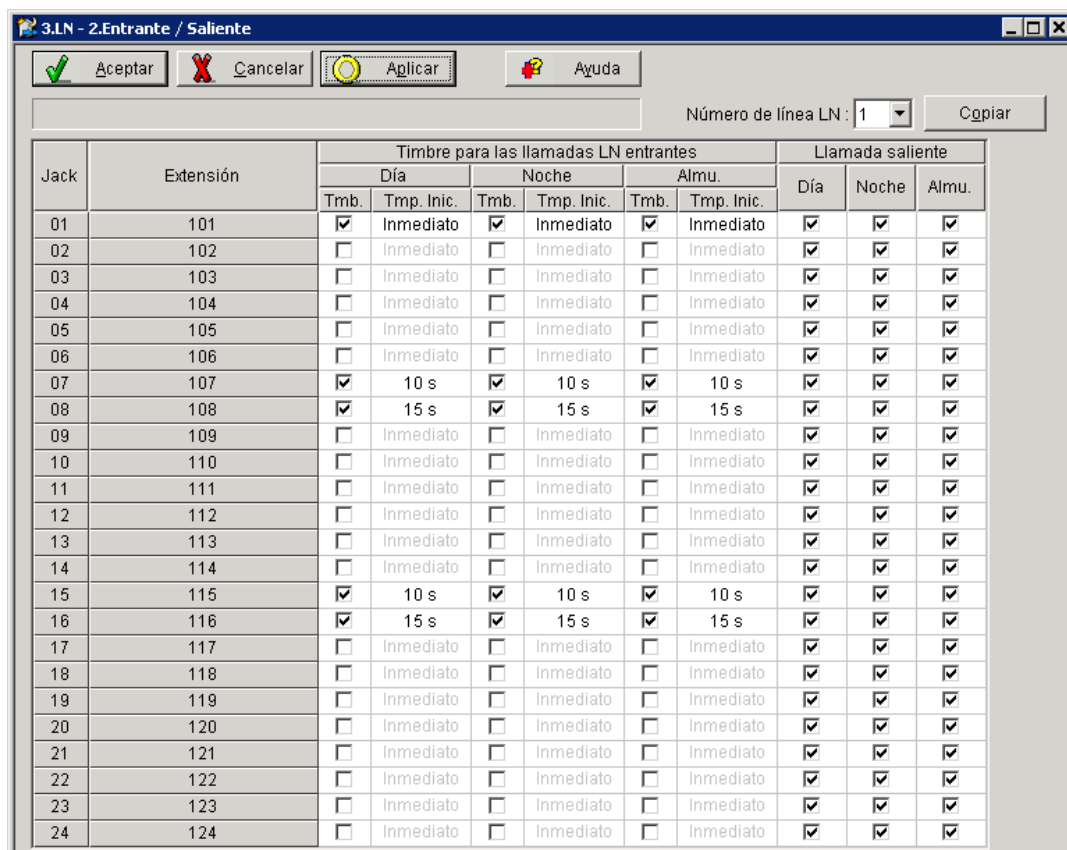 3.LN - 2.Entrante / Saliente
Aceptar Cancelar Aplicar Ayuda
Número de línea LN : 1 Copiar
Timbre para las llamadas LN entrantes Llamada saliente
Jack Extensión Día Noche Almu. Día Noche Almu.
Tmb. Tmp. Inic. Tmb. Tmp. Inic. Tmb. Tmp. Inic.
01 101 Inmediato Inmediato Inmediato
02 102 Inmediato Inmediato Inmediato
03 103 Inmediato Inmediato Inmediato
04 104 Inmediato Inmediato Inmediato
05 105 Inmediato Inmediato Inmediato
06 106 Inmediato Inmediato Inmediato
07 107 10 s 10 s 10 s
08 108 15 s 15 s 15 s
09 109 Inmediato Inmediato Inmediato
10 110 Inmediato Inmediato Inmediato
11 111 Inmediato Inmediato Inmediato
12 112 Inmediato Inmediato Inmediato
13 113 Inmediato Inmediato Inmediato
14 114 Inmediato Inmediato Inmediato
15 115 10 s 10 s 10 s
16 116 15 s 15 s 15 s
17 117 Inmediato Inmediato Inmediato
18 118 Inmediato Inmediato Inmediato
19 119 Inmediato Inmediato Inmediato
20 120 Inmediato Inmediato Inmediato
21 121 Inmediato Inmediato Inmediato
22 122 Inmediato Inmediato Inmediato
23 123 Inmediato Inmediato Inmediato
24 124 Inmediato Inmediato Inmediato